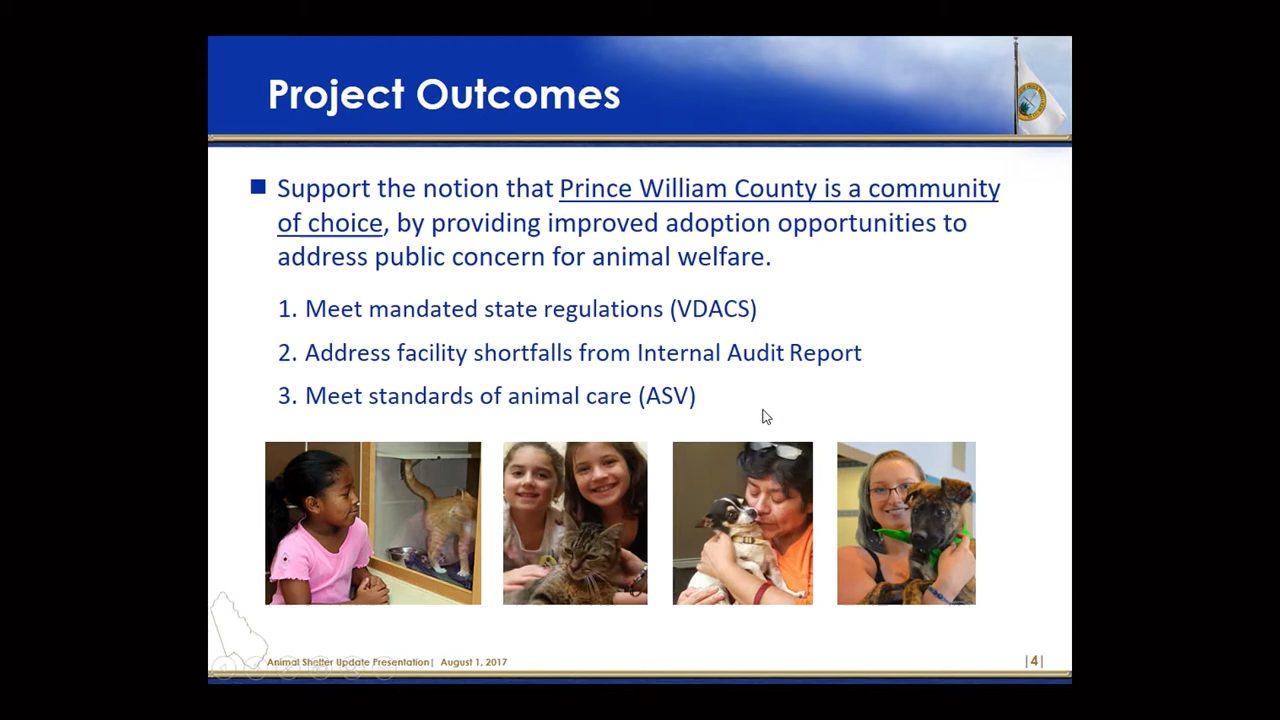 Project Outcomes
Support the notion that Prince William County is a community
of choice, by providing improved adoption opportunities to
address public concern for animal welfare.
1. Meet mandated state regulations (VDACS)
2. Address facility shortfalls from Internal Audit Report
3. Meet standards of animal care (ASV)
Animal Shelter Update Presentation| August 1, 2017
|4|